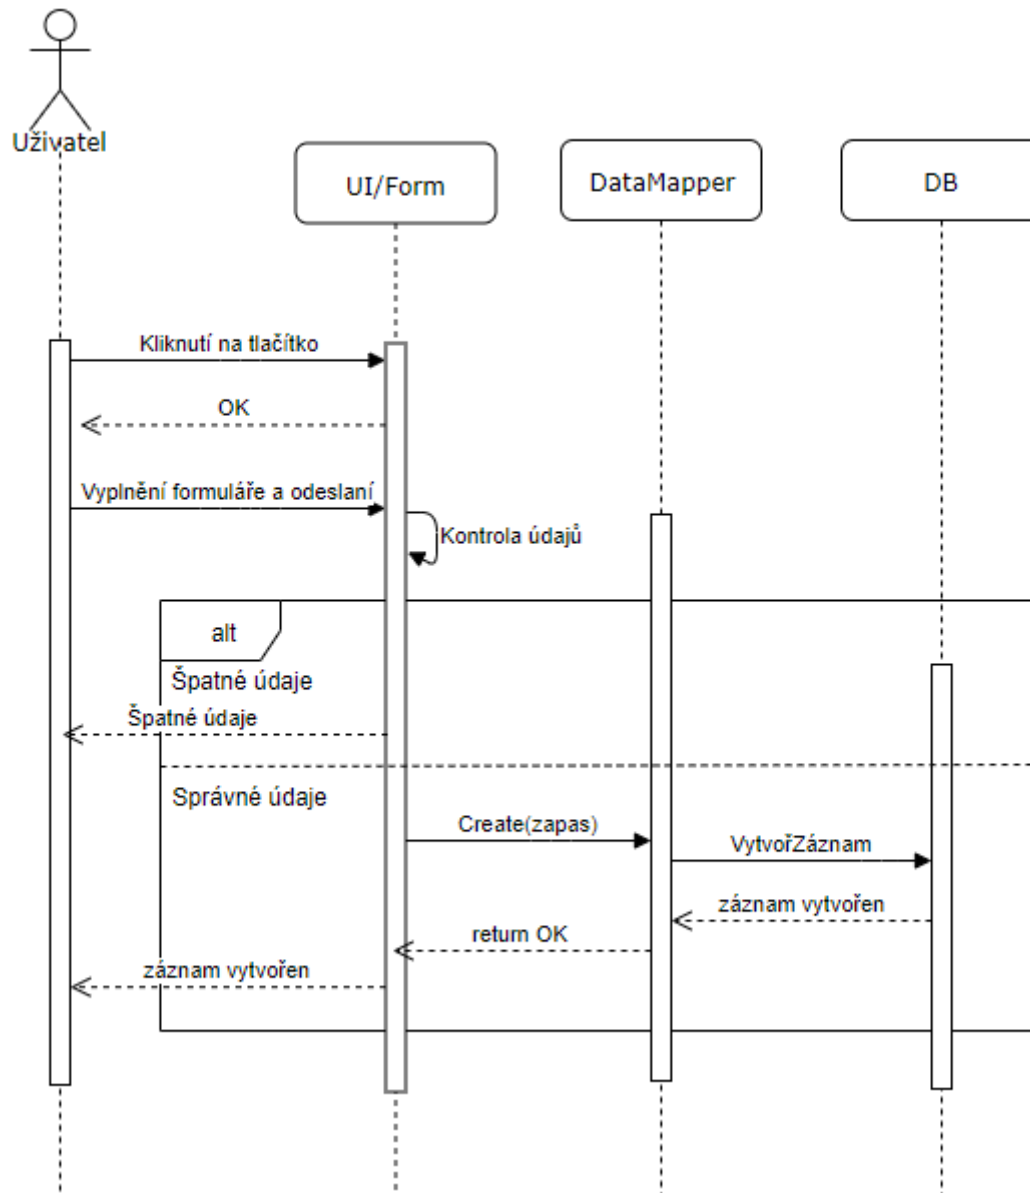 Uživatel
UI/Form
DataMapper
DB
Kliknutí na tlačítko
OK
Vyplnění formuláře a odeslaní
Kontrola údajů
alt
Špatné údaje
Špatné údaje
Správné údaje
Create(zapas)
VytvořZáznam
záznam vytvořen
return OK
záznam vytvořen